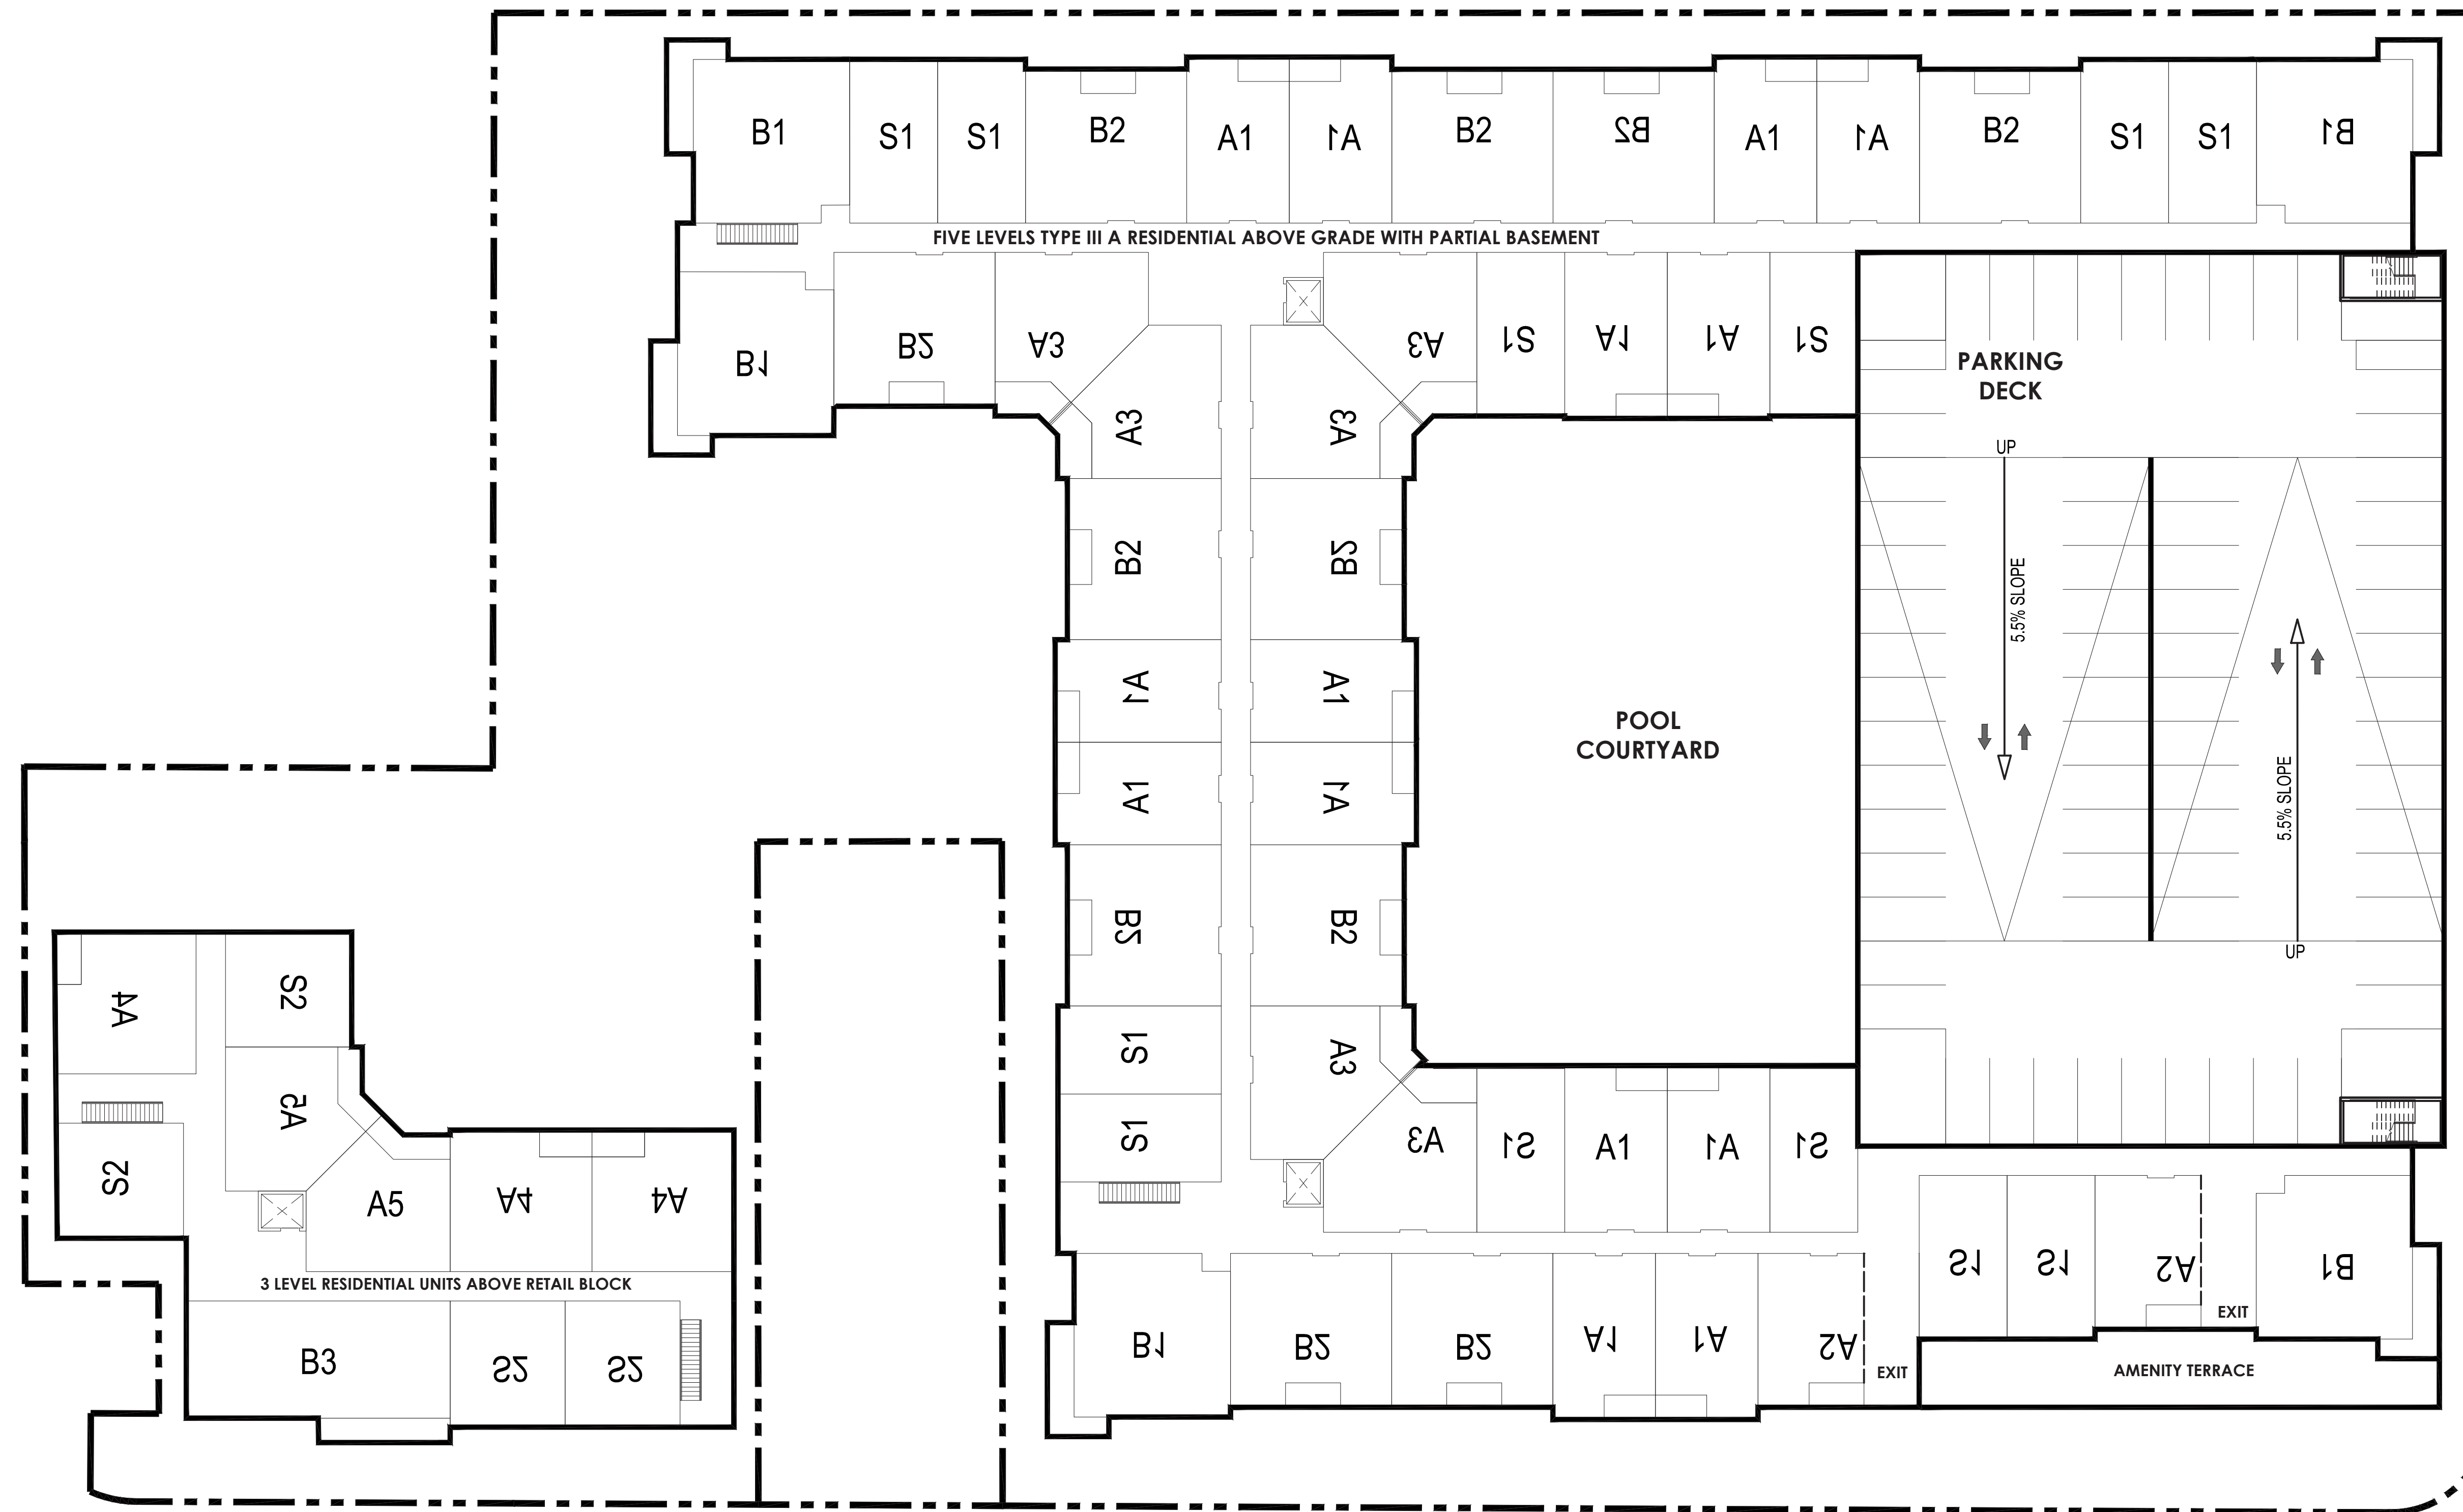 B1 S1 S1 B2 A1 A1 B2 B2 A1 A1 B2 S1 S1 B1
FIVE LEVELS TYPE III A RESIDENTIAL ABOVE GRADE WITH PARTIAL BASEMENT
B1 B2 A3 A3 S1 A1 A1 S1
A3 A3
PARKING
DECK
UP
B2 B2
5.5% SLOPE
A1 A1
POOL
COURTYARD
A1 A1
5.5% SLOPE
B2 B2
UP
A4 S2
S1 A3
A5
S1 A3 S1 A1 A1 S1
S2 A5 A4 A4
S1 S1 A2 B1
3 LEVEL RESIDENTIAL UNITS ABOVE RETAIL BLOCK
EXIT
B3 S2 S2
B1 B2 B2 A1 A1 A2
EXIT
AMENITY TERRACE